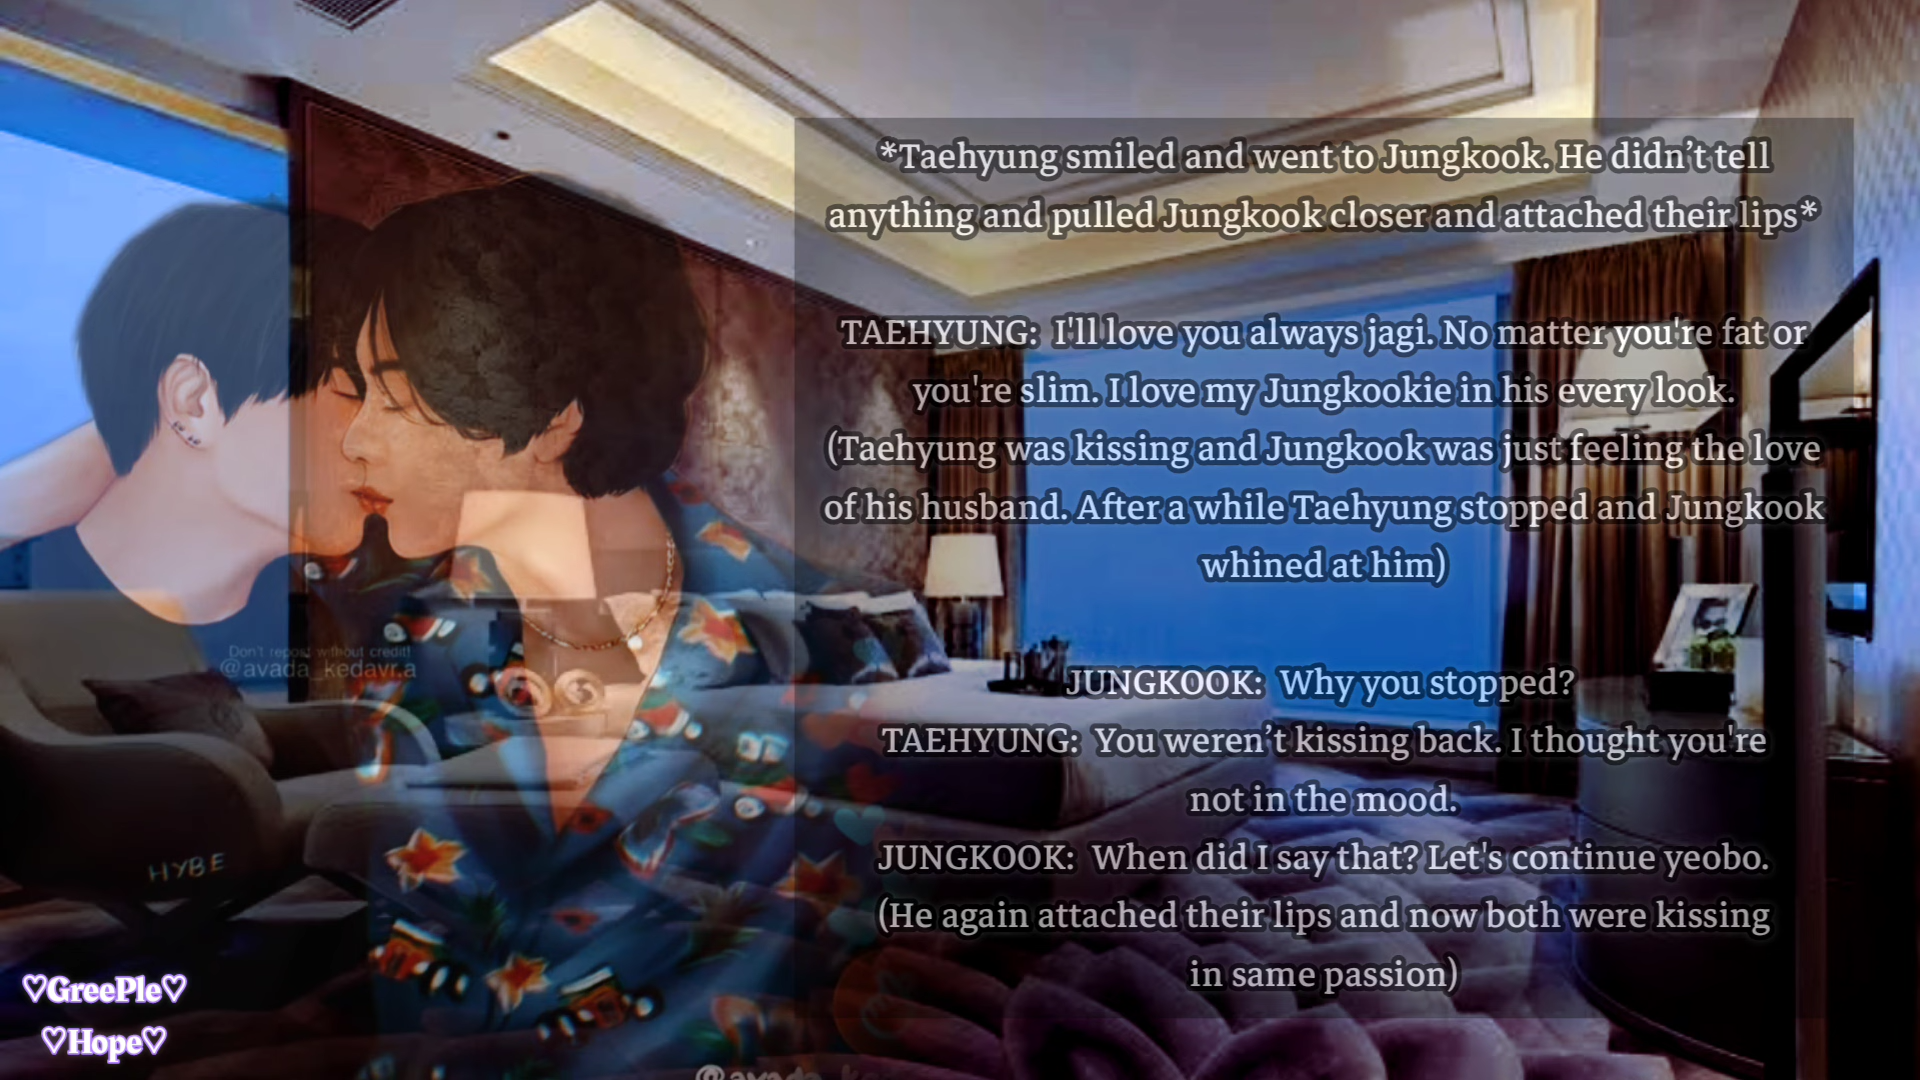 *Taehyung smiled and went to Jungkook. He didn’t tell
anything and pulled Jungkook closer and attached their lips*
TAEHYUNG: I'll love you always jagi. No matter you're fat or
you're slim. I love my Jungkookie in his every look.
(Taehyung was kissing and Jungkook was just feeling the love
of his husband. After a while Taehyung stopped and Jungkook
whined at him)
JUNGKOOK: Why you stopped?
TAEHYUNG: You weren’t kissing back. I thought you're
not in the mood.
JUNGKOOK: When did I say that? Let's continue yeobo.
(He again attached their lips and now both were kissing
in same passion)
Don't repost without credit!
@avada_kedavr.a
HYBE
♡GreePle♡
♡Hope♡